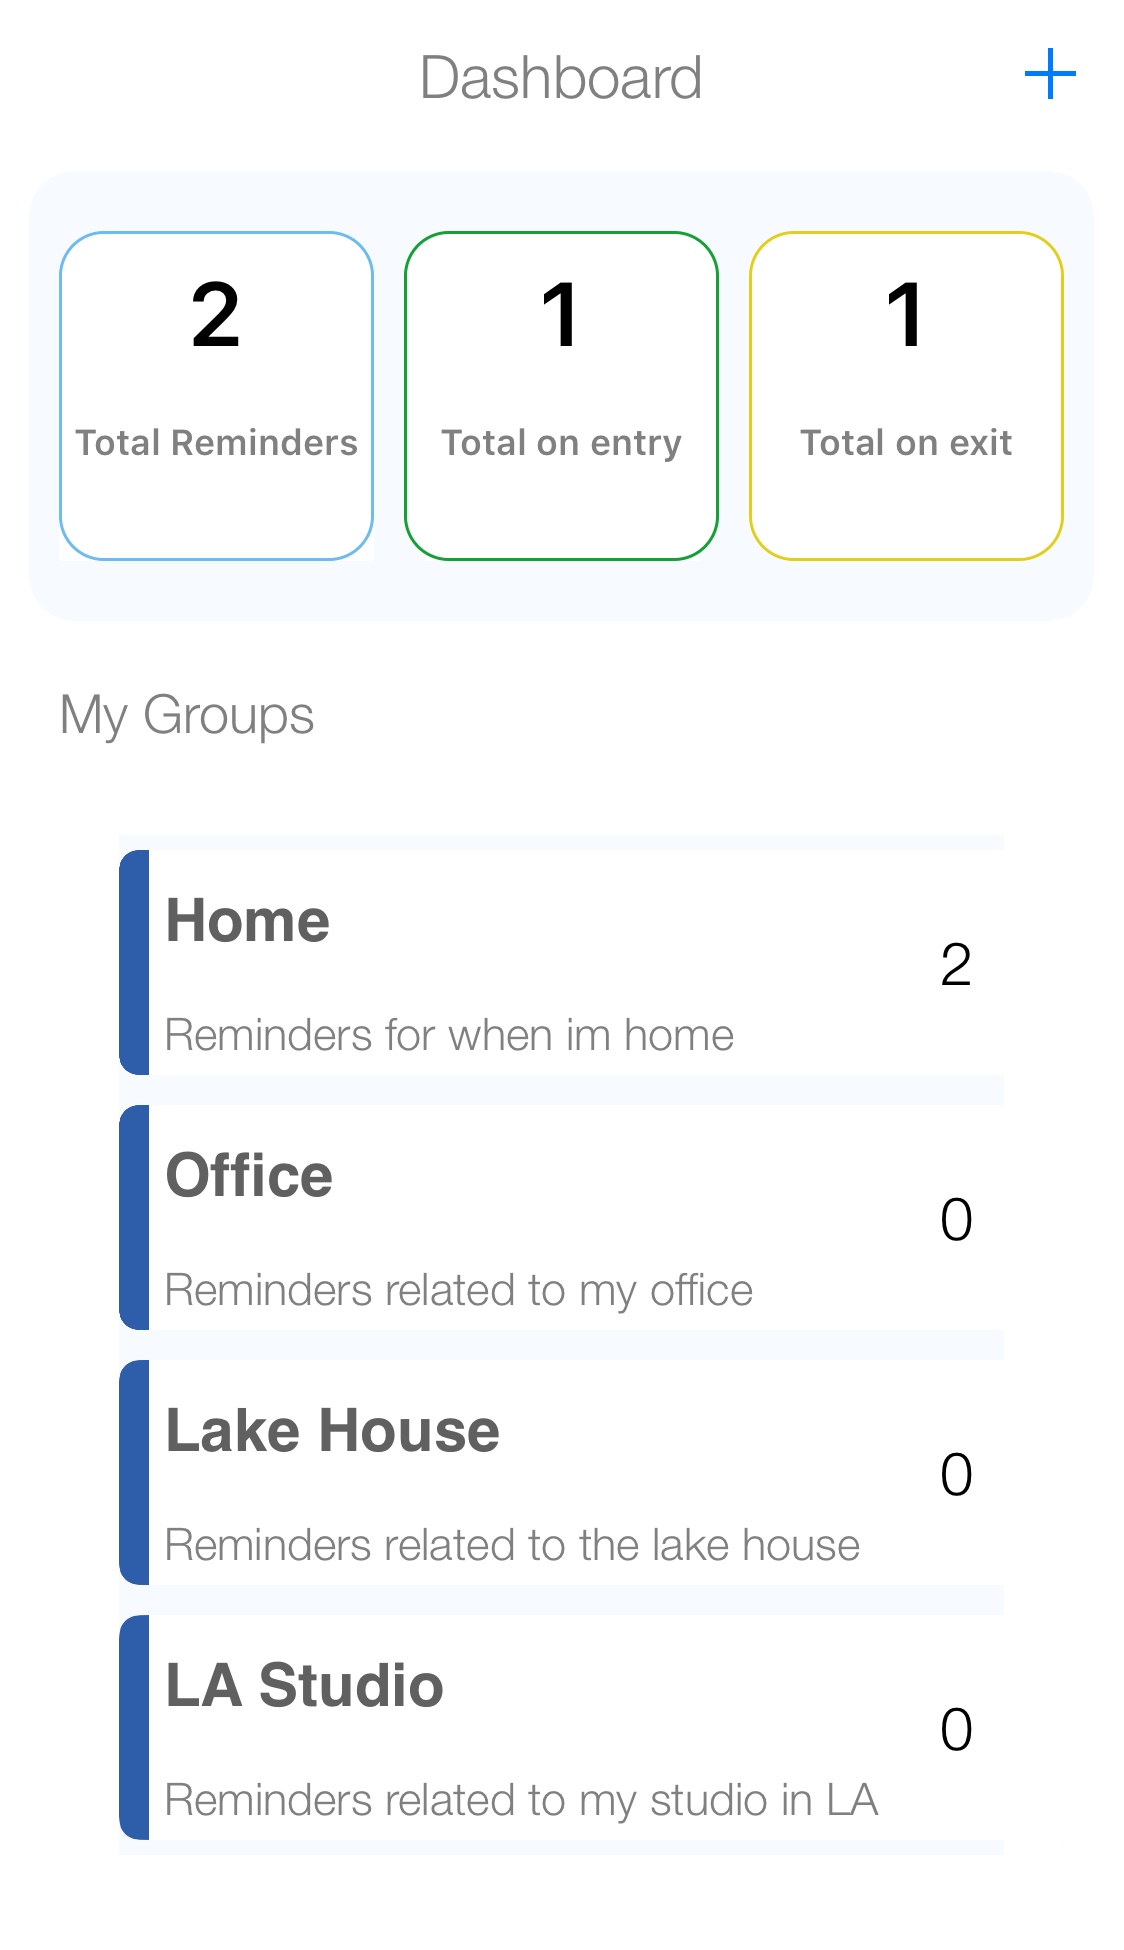 Dashboard
2
Total Reminders
1
Total on entry
1
Total on exit
My Groups
Home
2
Reminders for when im home
Office
0
Reminders related to my office
Lake House
0
Reminders related to the lake house
LA Studio
0
Reminders related to my studio in LA